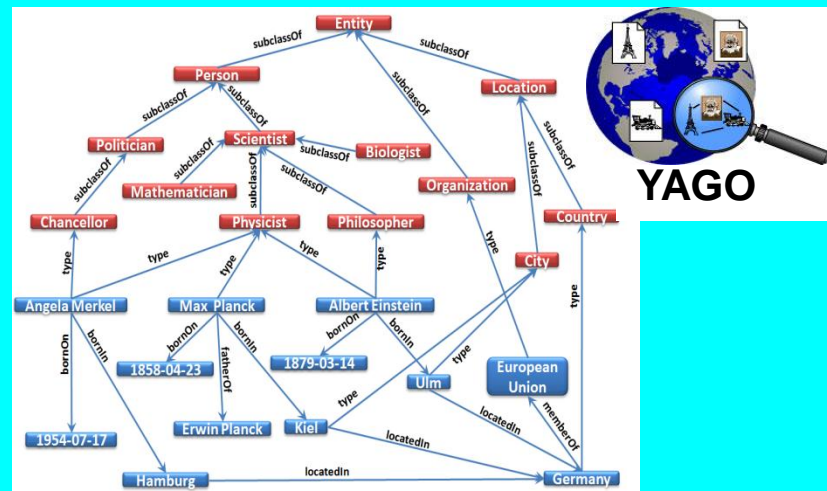 Entity
subclassOf
subclassOf
Person
Location
subclassOf
subclassOf
subclassOf
subclassOf
subclassOf
Politician
Scientist
subclassOf
Biologist
subclassOf
subclassOf
subclassOf
subclassOf
Mathematician
Organization
YAGO
Chancellor
Physicist
Philosopher
Country
type
type
type
type
type
City
type
type
Angela Merkel
Max Planck
Albert Einstein
bornOn
bornIn
bornOn
bornIn
type
bornOn
bornIn
fatherOf
1858-04-23
1879-03-14
Ulm
European
Union
type
locatedIn
memberOf
1954-07-17
Erwin Planck
Kiel
locatedIn
Hamburg
locatedIn
Germany